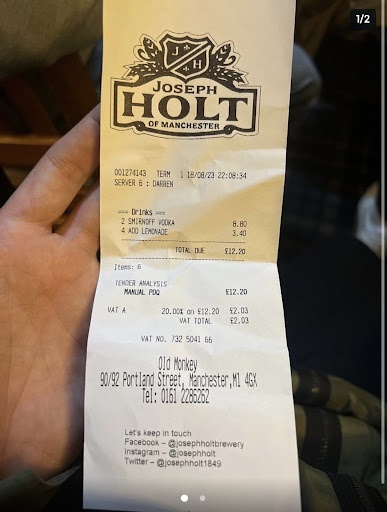 1/2
J H
JOSEPH
HOLT
OF MANCHESTER
001274143 TERM 1 18/08/23 22:08:34
SERVER 6 : DARREN
=== Drinks ===
2 SMIRNOFF VODKA 8.80
4 ADD LEMONADE 3.40
TOTAL DUE £12.20
Items: 6
TENDER ANALYSIS
MANUAL PDQ £12.20
VAT A 20.00% on £12.20 £2.03
VAT TOTAL £2.03
VAT NO. 732 5041 66
Old Monkey
90/92 Portland Street, Manchester,M1 4GX
Tel: 0161 2286262
Let's keep in touch
Facebook – @josephholtbrewery
Instagram – @josephholt
Twitter – @josephholt1849